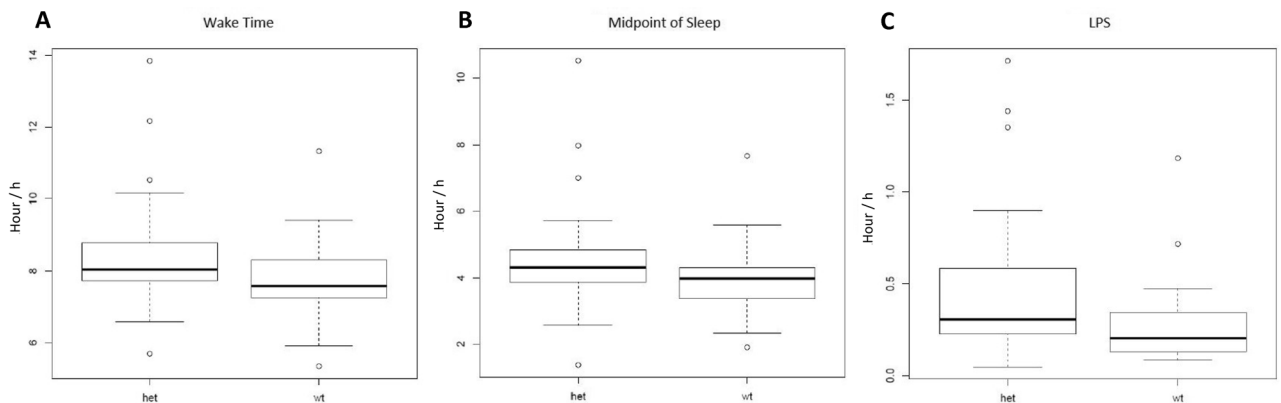 A
Wake Time
Hour / h
14
12
10
8
6
het
wt
B
Midpoint of Sleep
Hour / h
10
8
6
4
2
het
wt
C
LPS
Hour / h
1.5
1.0
0.5
0.0
het
wt